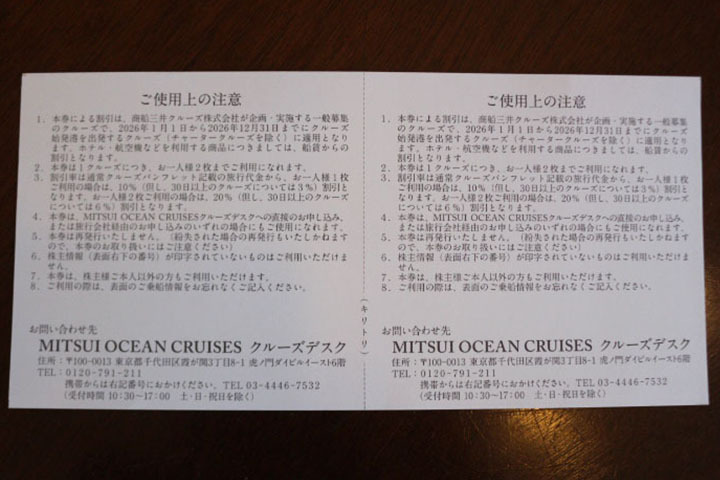 ご使用上の注意
1. 本券による割引は、商船三井クルーズ株式会社が企画・実施する一般募集
のクルーズで、2026年1月1日から2026年12月31日までにクルーズ
始発港を出発するクルーズ（チャータークルーズを除く）に適用となり
ます。ホテル・航空機などを利用する商品につきましては、船賃からの
割引となります。
2. 本券は1クルーズにつき、お一人様2枚までご利用になれます。
3. 割引率は通常クルーズパンフレット記載の旅行代金から、お一人様1枚
ご利用の場合は、10%（但し、30日以上のクルーズについては3%）割引と
なります。お一人様2枚ご利用の場合は、20%（但し、30日以上のクルーズ
については6%）割引となります。
4. 本券は、MITSUI OCEAN CRUISESクルーズデスクへの直接のお申し込み、
または旅行会社経由のお申し込みのいずれの場合にもご使用になれます。
5. 本券は再発行いたしません。（紛失された場合の再発行もいたしかねますの
で、本券のお取り扱いにはご注意ください）
6. 株主情報（表面右下の番号）が印字されていないものはご利用いただけま
せん。
7. 本券は、株主様ご本人以外の方もご利用いただけます。
8. ご利用の際は、表面のご乗船情報をお忘れなくご記入ください。
お問い合わせ先
MITSUI OCEAN CRUISES クルーズデスク
住所：〒100-0013 東京都千代田区霞が関3丁目8-1 虎ノ門ダイビルイースト6階
TEL：0120-791-211
携帯からは右記番号におかけください。TEL 03-4446-7532
（受付時間 10:30〜17:00 土・日・祝日を除く）
（キリトリ）
ご使用上の注意
1. 本券による割引は、商船三井クルーズ株式会社が企画・実施する一般募集
のクルーズで、2026年1月1日から2026年12月31日までにクルーズ
始発港を出発するクルーズ（チャータークルーズを除く）に適用となり
ます。ホテル・航空機などを利用する商品につきましては、船賃からの
割引となります。
2. 本券は1クルーズにつき、お一人様2枚までご利用になれます。
3. 割引率は通常クルーズパンフレット記載の旅行代金から、お一人様1枚
ご利用の場合は、10%（但し、30日以上のクルーズについては3%）割引と
なります。お一人様2枚ご利用の場合は、20%（但し、30日以上のクルーズ
については6%）割引となります。
4. 本券は、MITSUI OCEAN CRUISESクルーズデスクへの直接のお申し込み、
または旅行会社経由のお申し込みのいずれの場合にもご使用になれます。
5. 本券は再発行いたしません。（紛失された場合の再発行もいたしかねます
ので、本券のお取り扱いにはご注意ください）
6. 株主情報（表面右下の番号）が印字されていないものはご利用いただけま
せん。
7. 本券は、株主様ご本人以外の方もご利用いただけます。
8. ご利用の際は、表面のご乗船情報をお忘れなくご記入ください。
お問い合わせ先
MITSUI OCEAN CRUISES クルーズデスク
住所：〒100-0013 東京都千代田区霞が関3丁目8-1 虎ノ門ダイビルイースト6階
TEL：0120-791-211
携帯からは右記番号におかけください。TEL 03-4446-7532
（受付時間 10:30〜17:00 土・日・祝日を除く）